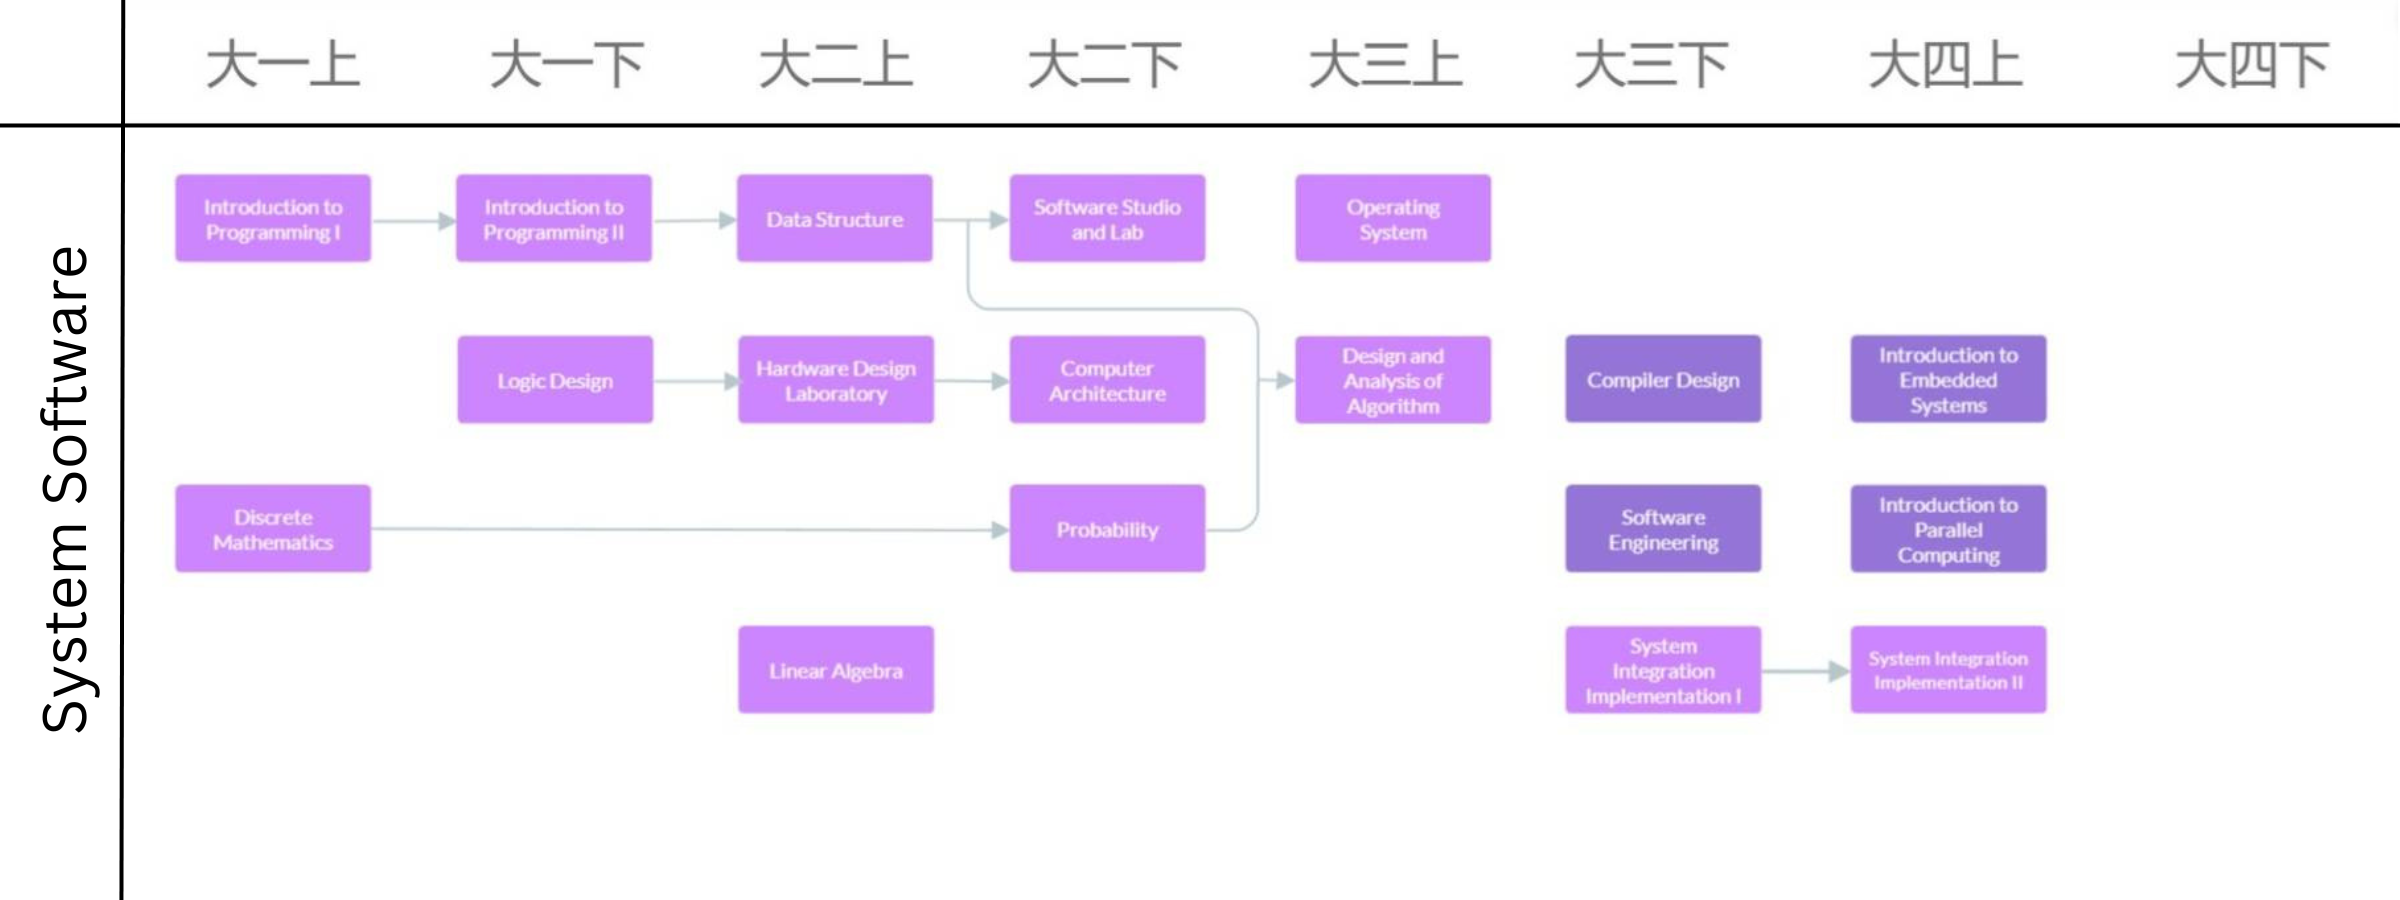 大一上
大一下
大二上
大二下
大三上
大三下
大四上
大四下
System Software
Introduction to
Programming I
Introduction to
Programming II
Data Structure
Software Studio
and Lab
Operating
System
Logic Design
Hardware Design
Laboratory
Computer
Architecture
Design and
Analysis of
Algorithm
Compiler Design
Introduction to
Embedded
Systems
Discrete
Mathematics
Probability
Software
Engineering
Introduction to
Parallel
Computing
Linear Algebra
System
Integration
Implementation I
System Integration
Implementation II